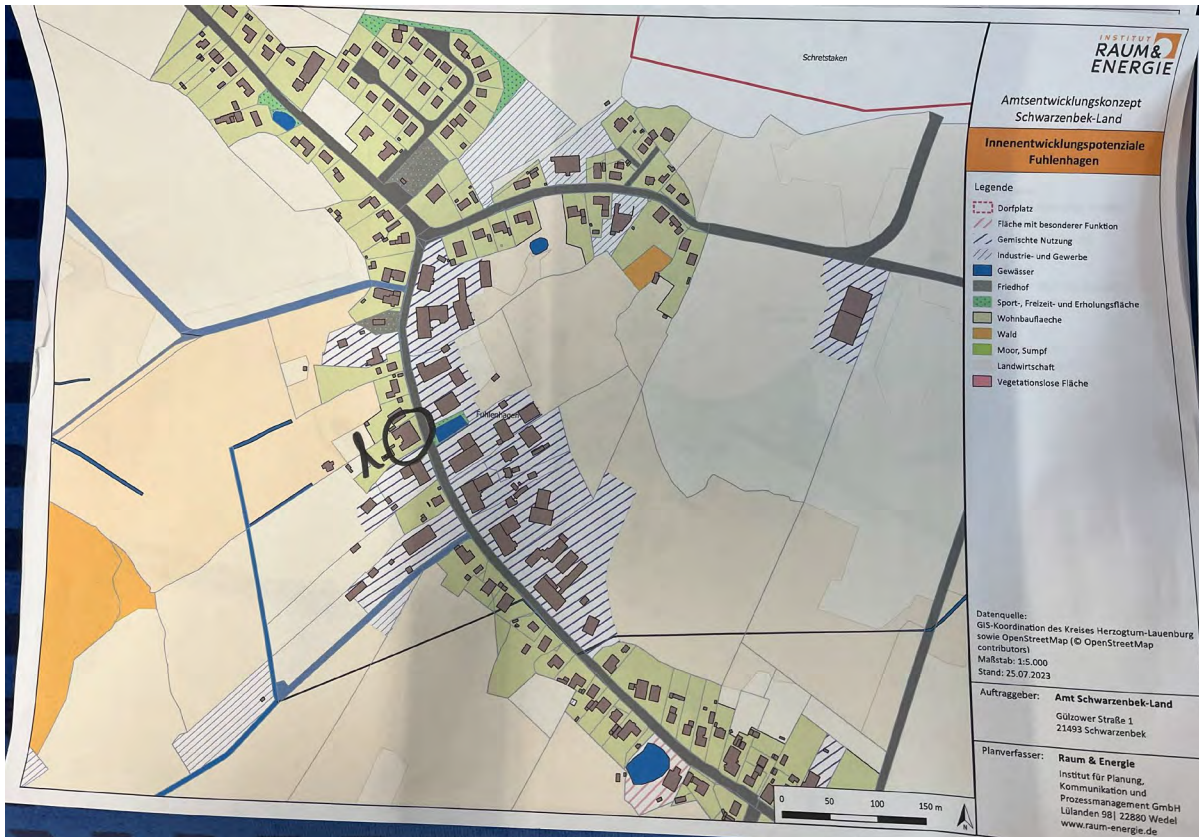 Schretstaken
Fuhlenhagen
1
INSTITUT
RAUM &
ENERGIE
Amtsentwicklungskonzept
Schwarzenbek-Land
Innenentwicklungspotenziale
Fuhlenhagen
Legende
Dorfplatz
Fläche mit besonderer Funktion
Gemischte Nutzung
Industrie- und Gewerbe
Gewässer
Friedhof
Sport-, Freizeit- und Erholungsfläche
Wohnbauflaeche
Wald
Moor, Sumpf
Landwirtschaft
Vegetationslose Fläche
Datenquelle:
GIS-Koordination des Kreises Herzogtum-Lauenburg
sowie OpenStreetMap (© OpenStreetMap
contributors)
Maßstab: 1:5.000
Stand: 25.07.2023
Auftraggeber: Amt Schwarzenbek-Land
Gülzower Straße 1
21493 Schwarzenbek
Planverfasser: Raum & Energie
Institut für Planung,
Kommunikation und
Prozessmanagement GmbH
Lülanden 98| 22880 Wedel
www.raum-energie.de
0 50 100 150 m
N